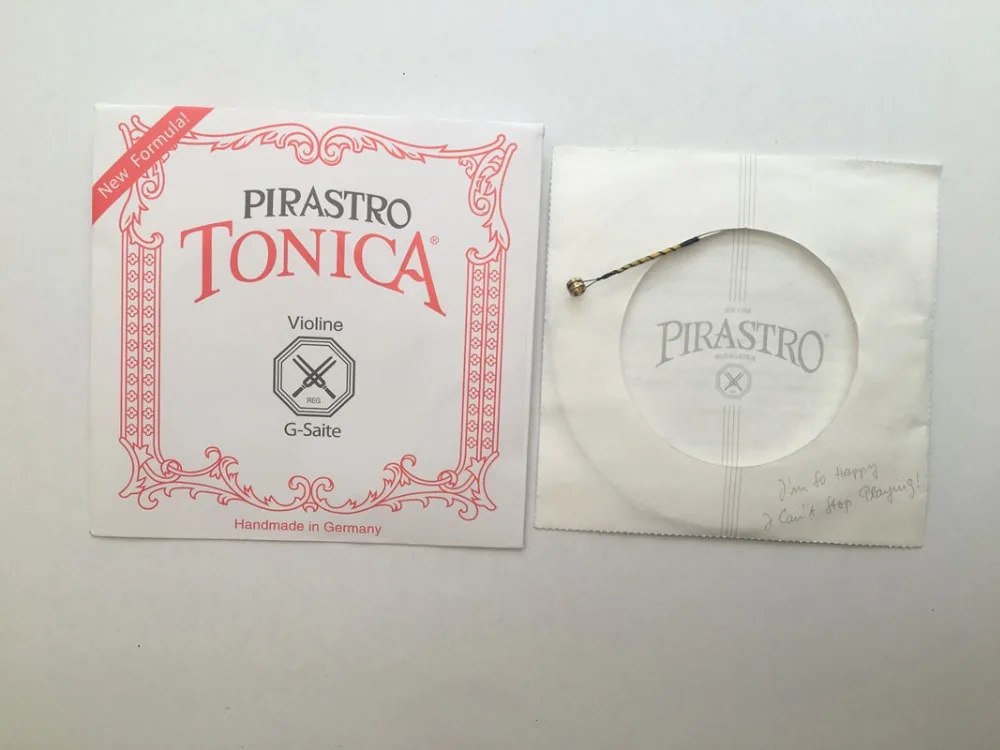 New Formula!
PIRASTRO
TONICA®
Violine
REG
G-Saite
Handmade in Germany
PIRASTRO®
I'm so Happy
I Can't Stop Playing!